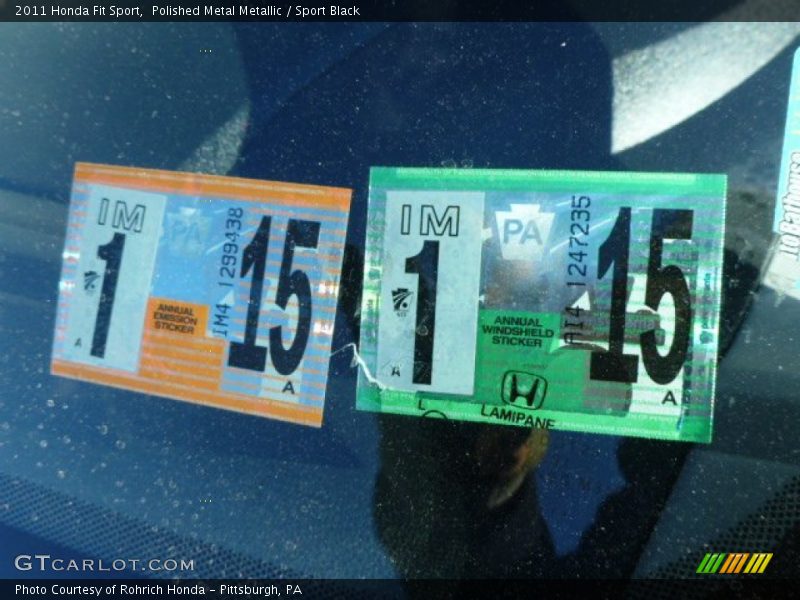 2011 Honda Fit Sport, Polished Metal Metallic / Sport Black
IM
1
A
PA
ANNUAL
EMISSION
STICKER
IM4 1299438
15
A
IM
1
A
PA
ANNUAL
WINDSHIELD
STICKER
AI4 1247235
15
A
H
LAMIPANE
GTCARLOT.COM
Photo Courtesy of Rohrich Honda - Pittsburgh, PA